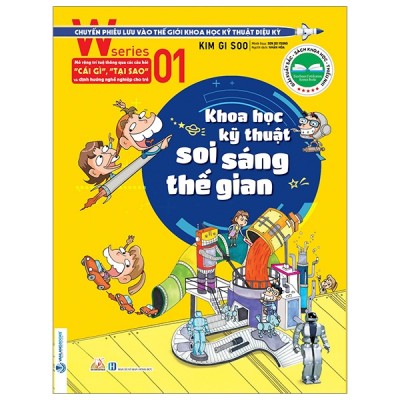 CHUYẾN PHIÊU LƯU VÀO THẾ GIỚI KHOA HỌC KỸ THUẬT DIỆU KỲ
W series
Mở rộng trí tuệ thông qua các câu hỏi
"CÁI GÌ", "TẠI SAO"
và định hướng nghề nghiệp cho trẻ
01
KIM GI SOO
Khoa học
kỹ thuật
soi
sáng
thế gian